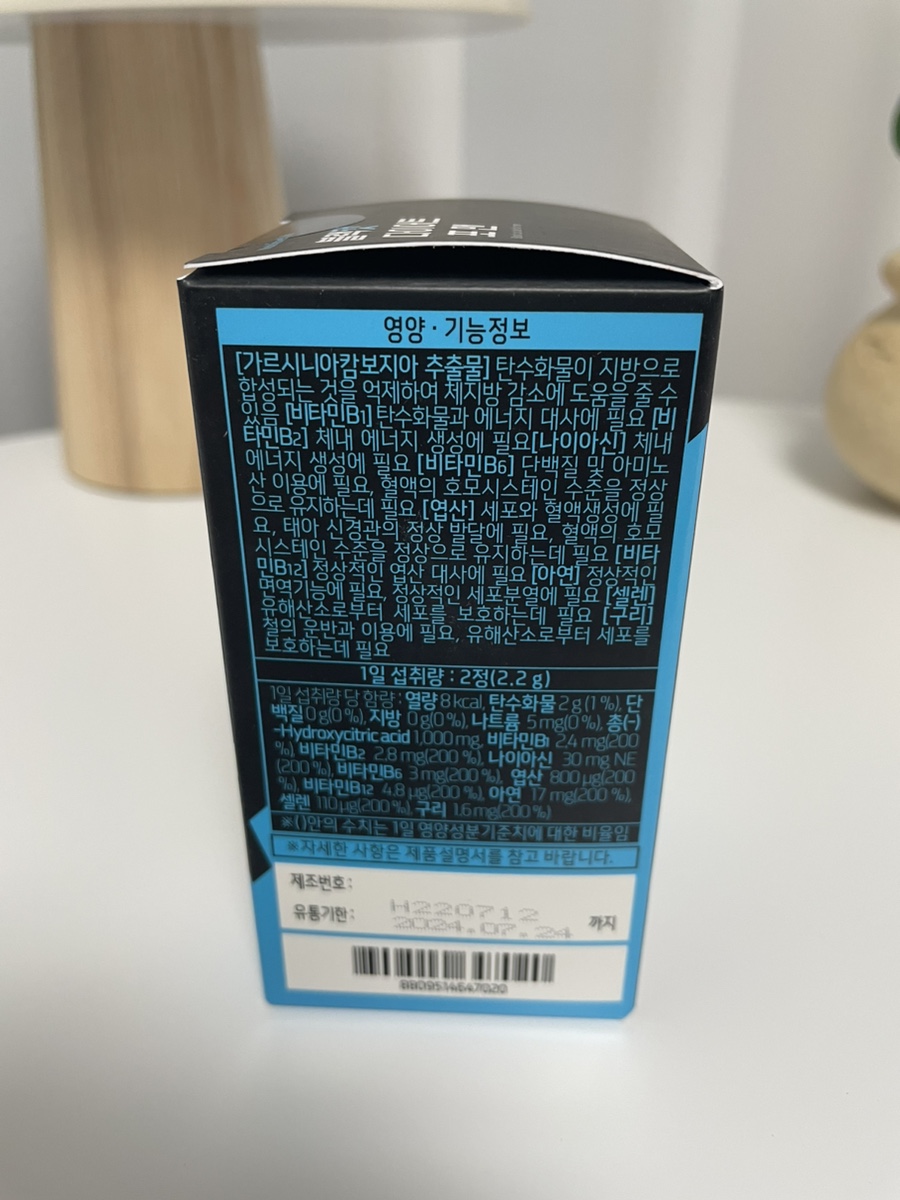 영양·기능정보
[가르시니아캄보지아 추출물] 탄수화물이 지방으로
합성되는 것을 억제하여 체지방 감소에 도움을 줄 수
있음 [비타민B1] 탄수화물과 에너지 대사에 필요 [비
타민B2] 체내 에너지 생성에 필요[나이아신] 체내
에너지 생성에 필요 [비타민B6] 단백질 및 아미노
산 이용에 필요, 혈액의 호모시스테인 수준을 정상
으로 유지하는데 필요 [엽산] 세포와 혈액생성에 필
요, 태아 신경관의 정상 발달에 필요, 혈액의 호모
시스테인 수준을 정상으로 유지하는데 필요 [비타
민B12] 정상적인 엽산 대사에 필요 [아연] 정상적인
면역기능에 필요, 정상적인 세포분열에 필요 [셀렌]
유해산소로부터 세포를 보호하는데 필요 [구리]
철의 운반과 이용에 필요, 유해산소로부터 세포를
보호하는데 필요
1일 섭취량 : 2정(2.2 g)
1일 섭취량 당 함량 : 열량 8 kcal, 탄수화물 2 g (1 %), 단
백질 0 g(0 %), 지방 0 g(0 %), 나트륨 5 mg(0 %), 총(-)
-Hydroxycitric acid 1,000 mg, 비타민B1 2.4 mg(200
%), 비타민B2 2.8 mg(200 %), 나이아신 30 mg NE
(200 %), 비타민B6 3 mg(200 %), 엽산 800 μg(200
%), 비타민B12 4.8 μg(200 %), 아연 17 mg(200 %),
셀렌 110 μg(200 %), 구리 1.6 mg(200 %)
※( )안의 수치는 1일 영양성분기준치에 대한 비율임
※자세한 사항은 제품설명서를 참고 바랍니다.
제조번호 :
H220712
유통기한 : 2024.07.24 까지
8809514647020